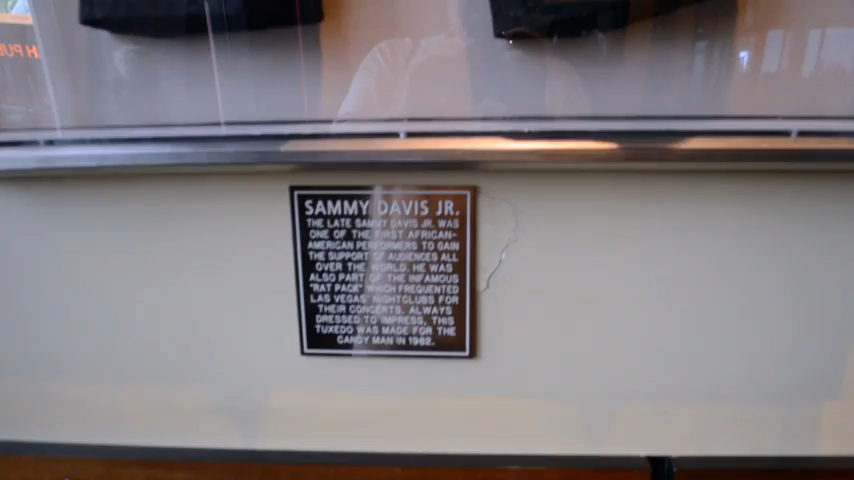 SAMMY DAVIS JR.
THE LATE SAMMY DAVIS JR. WAS
ONE OF THE FIRST AFRICAN-
AMERICAN PERFORMERS TO GAIN
THE SUPPORT OF AUDIENCES ALL
OVER THE WORLD. HE WAS
ALSO PART OF THE INFAMOUS
"RAT PACK" WHICH FREQUENTED
LAS VEGAS NIGHTCLUBS FOR
THEIR CONCERTS. ALWAYS
DRESSED TO IMPRESS, THIS
TUXEDO WAS MADE FOR THE
CANDY MAN IN 1982.